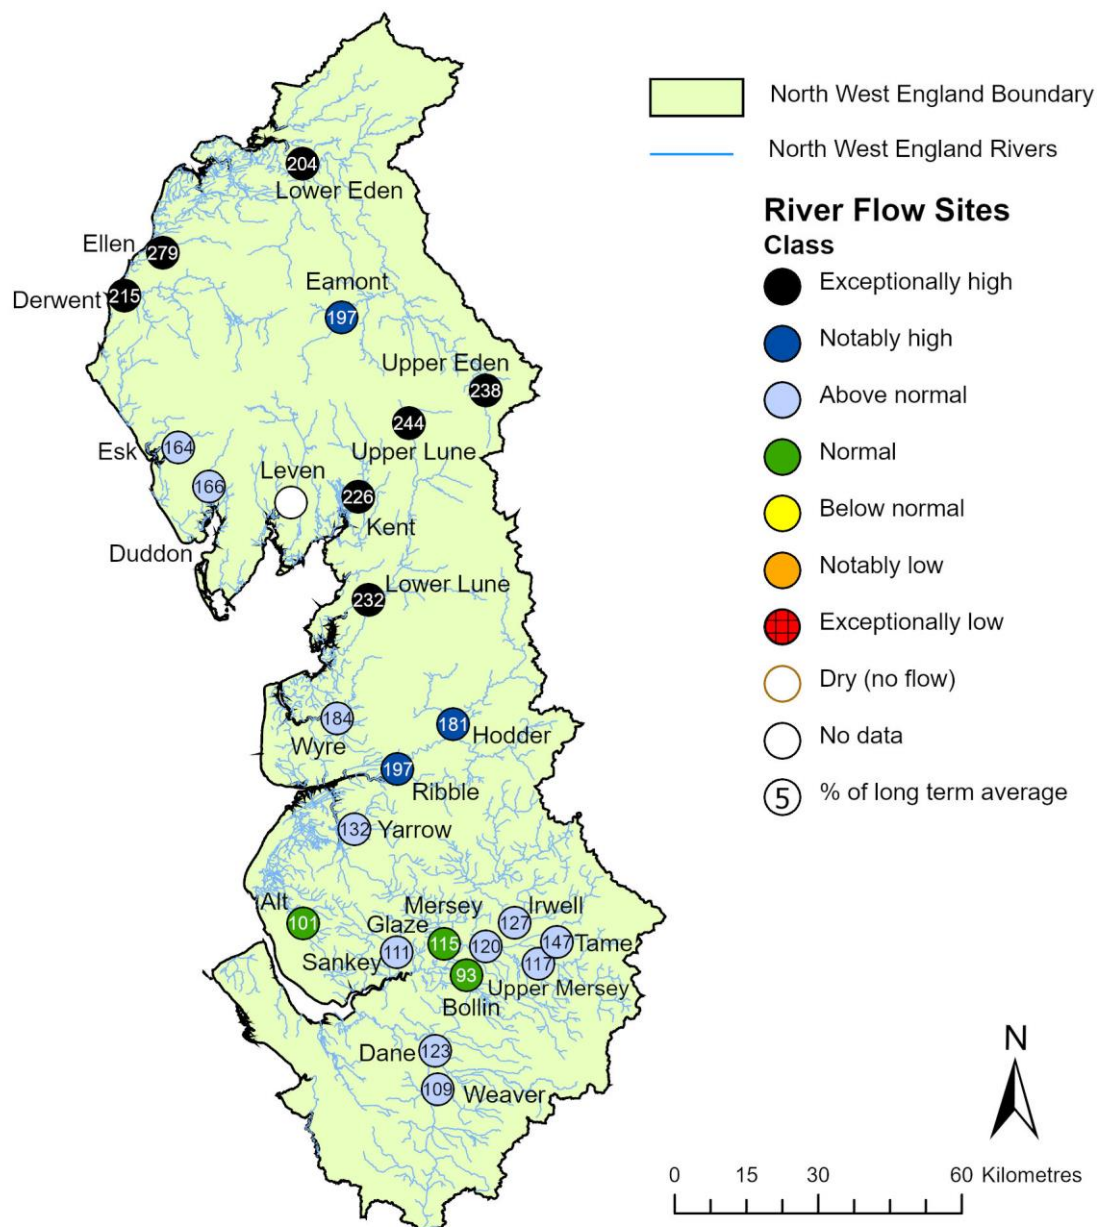 North West England Boundary
North West England Rivers
River Flow Sites
Class
Exceptionally high
Notably high
Above normal
Normal
Below normal
Notably low
Exceptionally low
Dry (no flow)
No data
5 % of long term average
204
Lower Eden
Ellen 279
Derwent 215
Eamont
197
Upper Eden
238
244
Upper Lune
Esk 164
Leven
166
226
Kent
Duddon
Lower Lune
232
184
Wyre
181
Hodder
197
Ribble
132 Yarrow
Alt
101
Mersey
Irwell
127
Glaze
115
120
147 Tame
Sankey 111
117
93
Upper Mersey
Bollin
Dane 123
109 Weaver
N
0 15 30 60 Kilometres